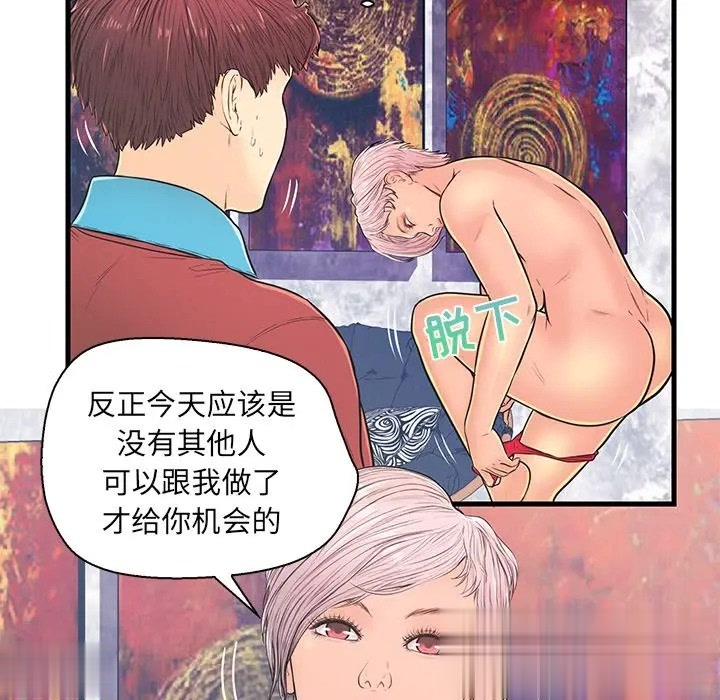 脱下
反正今天应该是
没有其他人
可以跟我做了
才给你机会的